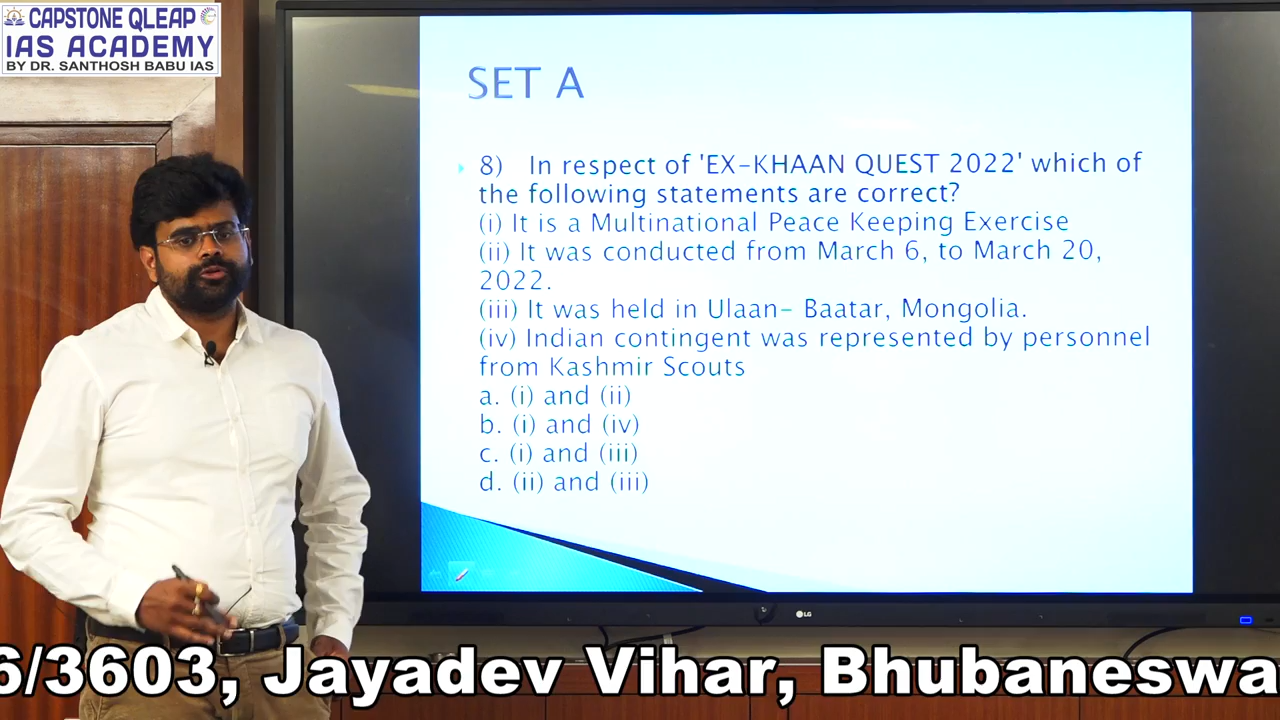 CAPSTONE QLEAP
IAS ACADEMY
BY DR. SANTHOSH BABU IAS
SET A
8) In respect of 'EX-KHAAN QUEST 2022' which of
the following statements are correct?
(i) It is a Multinational Peace Keeping Exercise
(ii) It was conducted from March 6, to March 20,
2022.
(iii) It was held in Ulaan- Baatar, Mongolia.
(iv) Indian contingent was represented by personnel
from Kashmir Scouts
a. (i) and (ii)
b. (i) and (iv)
c. (i) and (iii)
d. (ii) and (iii)
LG
6/3603, Jayadev Vihar, Bhubaneswa